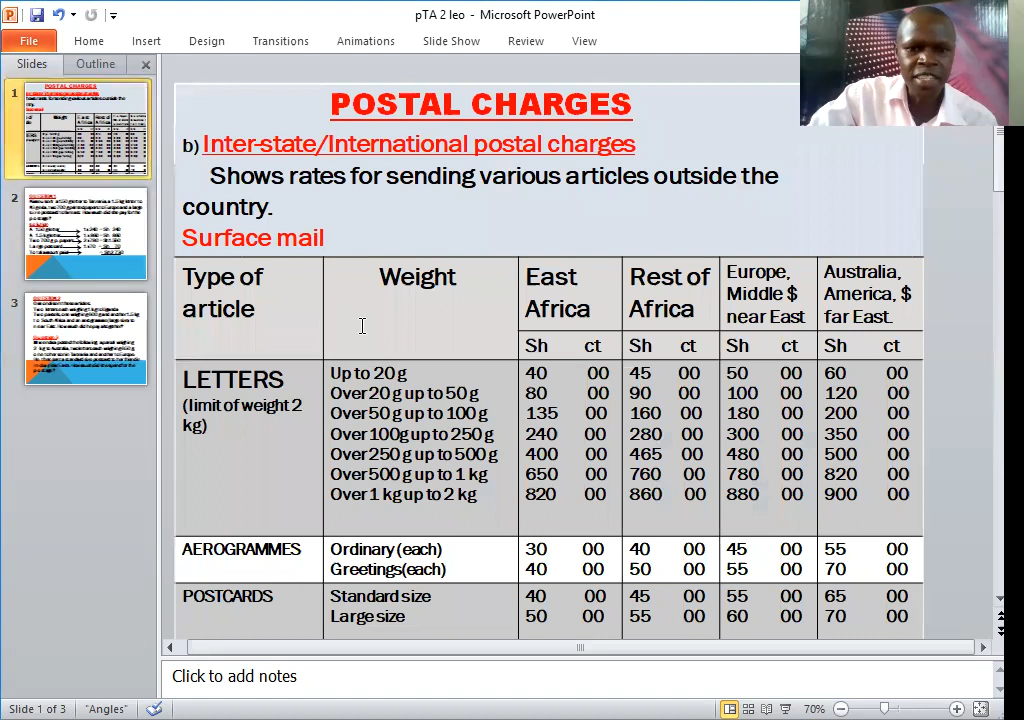 pTA 2 leo - Microsoft PowerPoint
File Home Insert Design Transitions Animations Slide Show Review View
Slides Outline
1
2
3
POSTAL CHARGES
b) Inter-state/International postal charges
Shows rates for sending various articles outside the
country.
Surface mail
Type of article Weight East Africa Rest of Africa Europe, Middle $ near East Australia, America, $ far East.
Sh ct Sh ct Sh ct Sh ct
LETTERS (limit of weight 2 kg)
Up to 20 g 40 00 45 00 50 00 60 00
Over 20 g up to 50 g 80 00 90 00 100 00 120 00
Over 50 g up to 100 g 135 00 160 00 180 00 200 00
Over 100g up to 250 g 240 00 280 00 300 00 350 00
Over 250 g up to 500 g 400 00 465 00 480 00 500 00
Over 500 g up to 1 kg 650 00 760 00 780 00 820 00
Over 1 kg up to 2 kg 820 00 860 00 880 00 900 00
AEROGRAMMES Ordinary (each) 30 00 40 00 45 00 55 00
Greetings(each) 40 00 50 00 55 00 70 00
POSTCARDS Standard size 40 00 45 00 55 00 65 00
Large size 50 00 55 00 60 00 70 00
Click to add notes
Slide 1 of 3 "Angles" 70%